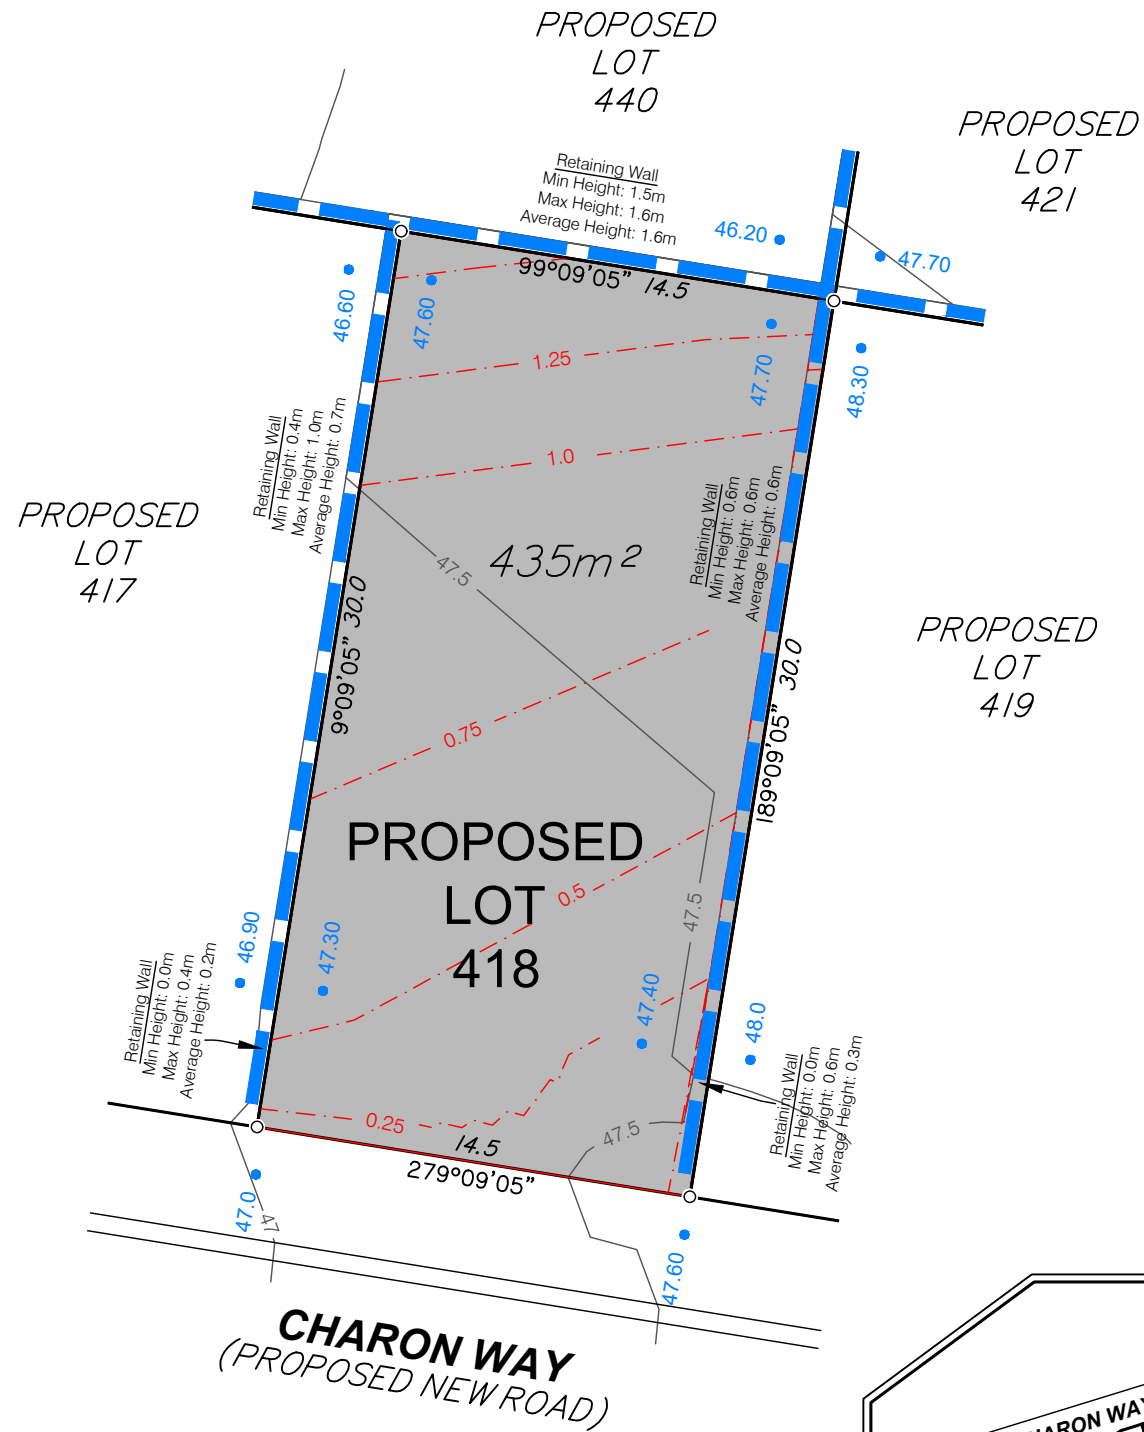 PROPOSED
LOT
440
PROPOSED
LOT
421
Retaining Wall
Min Height: 1.5m
Max Height: 1.6m
Average Height: 1.6m
46.20
47.70
99°09'05" 14.5
46.60
47.60
47.70
48.30
1.25
1.0
Retaining Wall
Min Height: 0.4m
Max Height: 1.0m
Average Height: 0.7m
Retaining Wall
Min Height: 0.6m
Max Height: 0.6m
Average Height: 0.6m
PROPOSED
LOT
417
47.5
435m²
9°09'05" 30.0
PROPOSED
LOT
419
189°09'05" 30.0
0.75
PROPOSED
LOT
418
0.5
47.5
46.90
47.30
47.40
48.0
Retaining Wall
Min Height: 0.0m
Max Height: 0.4m
Average Height: 0.2m
Retaining Wall
Min Height: 0.0m
Max Height: 0.6m
Average Height: 0.3m
0.25
47.5
14.5
279°09'05"
47.0
47
47.60
CHARON WAY
(PROPOSED NEW ROAD)
CHARON WAY